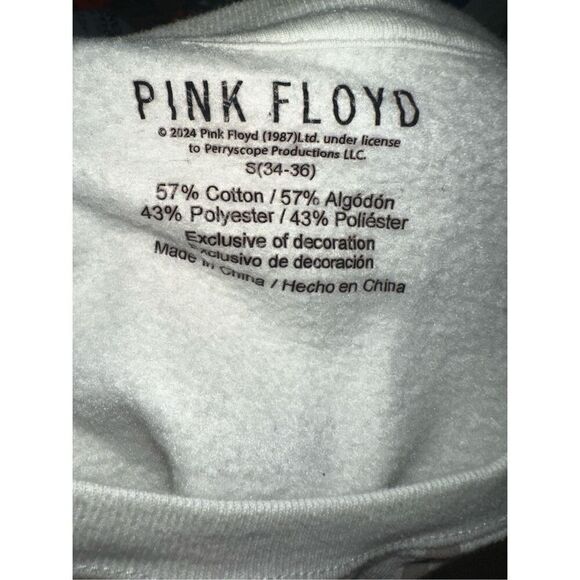 PINK FLOYD
© 2024 Pink Floyd (1987)Ltd. under license
to Perryscope Productions LLC.
S(34-36)
57% Cotton / 57% Algódón
43% Polyester / 43% Poliéster
Exclusive of decoration
Exclusivo de decoración
Made in China / Hecho en China